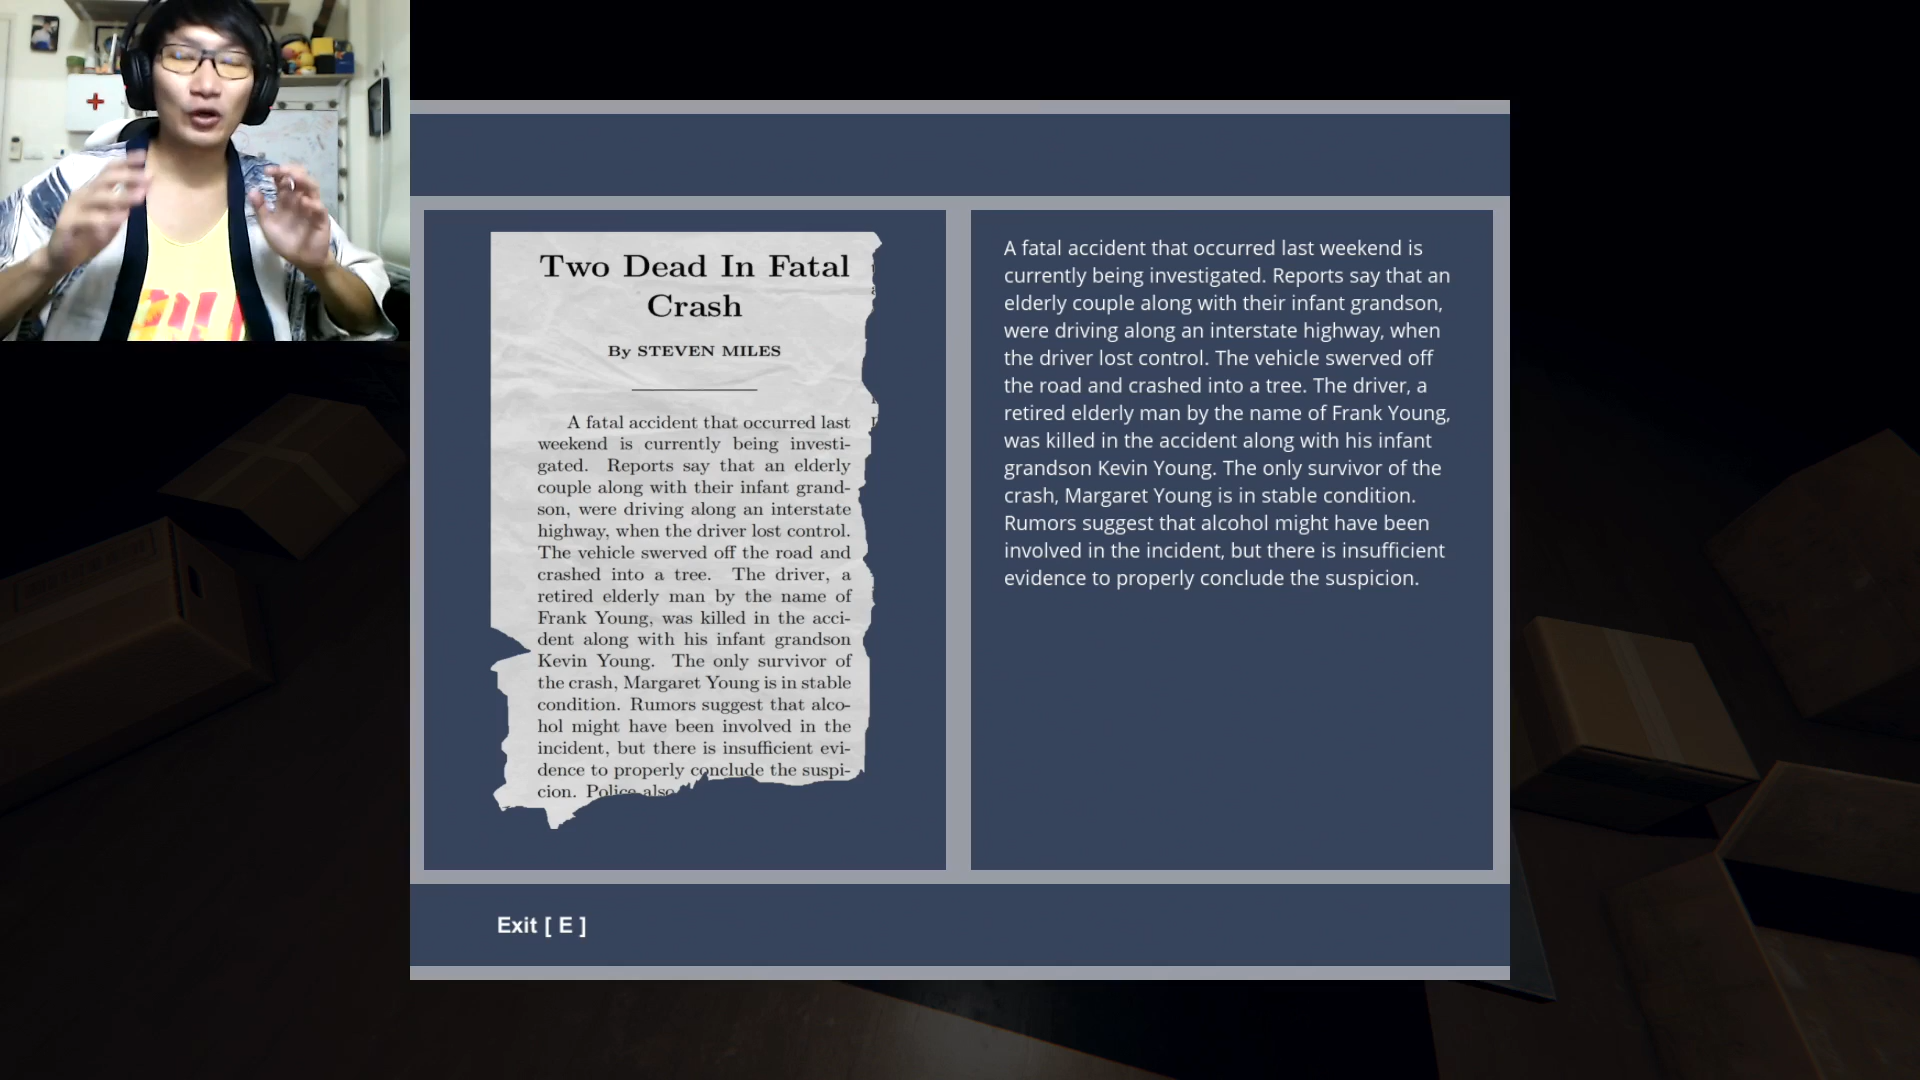 Two Dead In Fatal
Crash
By STEVEN MILES
A fatal accident that occurred last
weekend is currently being investi-
gated. Reports say that an elderly
couple along with their infant grand-
son, were driving along an interstate
highway, when the driver lost control.
The vehicle swerved off the road and
crashed into a tree. The driver, a
retired elderly man by the name of
Frank Young, was killed in the acci-
dent along with his infant grandson
Kevin Young. The only survivor of
the crash, Margaret Young is in stable
condition. Rumors suggest that alco-
hol might have been involved in the
incident, but there is insufficient evi-
dence to properly conclude the suspi-
cion. Police also
A fatal accident that occurred last weekend is
currently being investigated. Reports say that an
elderly couple along with their infant grandson,
were driving along an interstate highway, when
the driver lost control. The vehicle swerved off
the road and crashed into a tree. The driver, a
retired elderly man by the name of Frank Young,
was killed in the accident along with his infant
grandson Kevin Young. The only survivor of the
crash, Margaret Young is in stable condition.
Rumors suggest that alcohol might have been
involved in the incident, but there is insufficient
evidence to properly conclude the suspicion.
Exit [ E ]